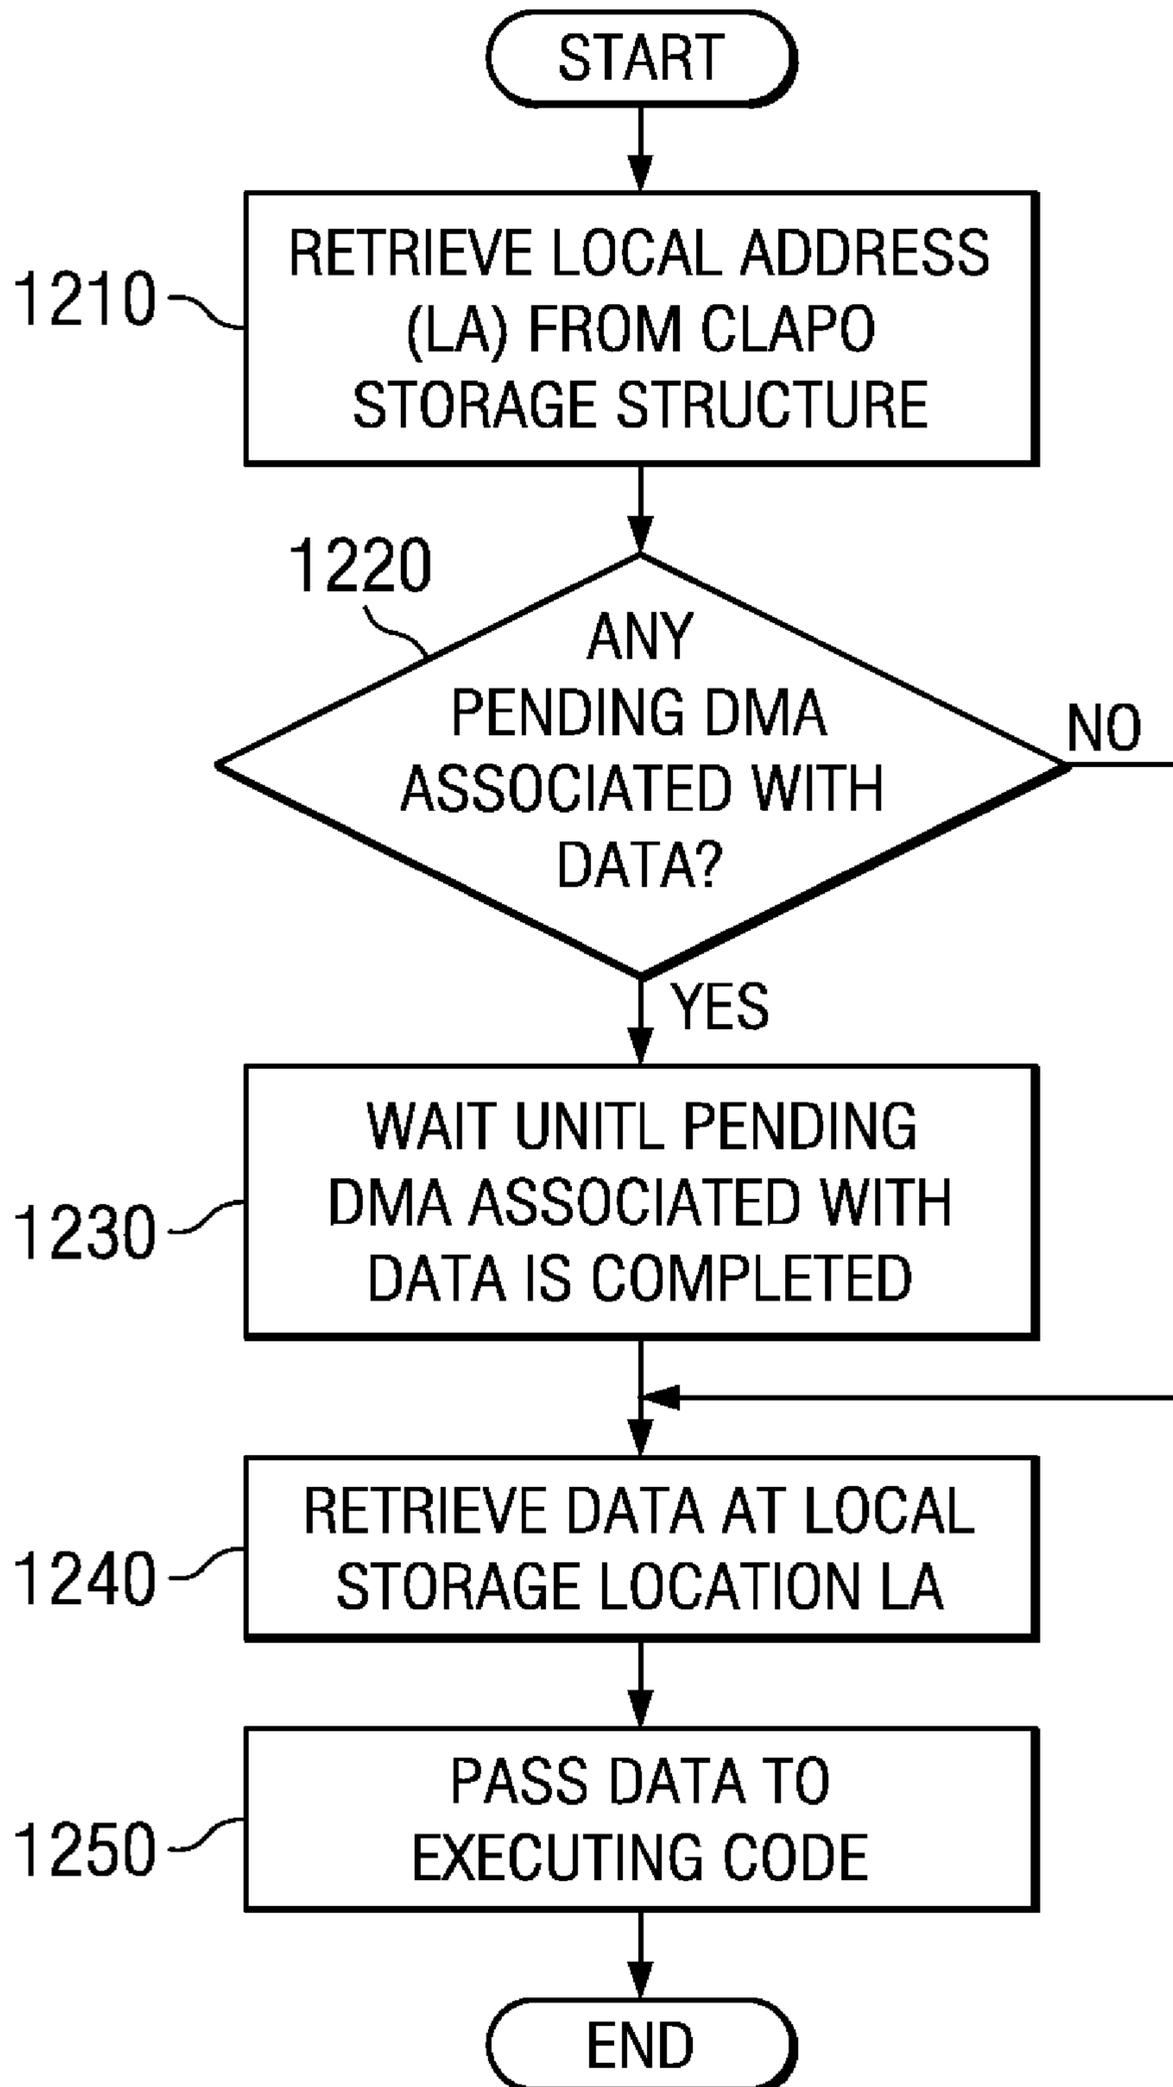 START
1210
RETRIEVE LOCAL ADDRESS
(LA) FROM CLAPO
STORAGE STRUCTURE
1220
ANY
PENDING DMA
ASSOCIATED WITH
DATA?
NO
YES
1230
WAIT UNITL PENDING
DMA ASSOCIATED WITH
DATA IS COMPLETED
1240
RETRIEVE DATA AT LOCAL
STORAGE LOCATION LA
1250
PASS DATA TO
EXECUTING CODE
END